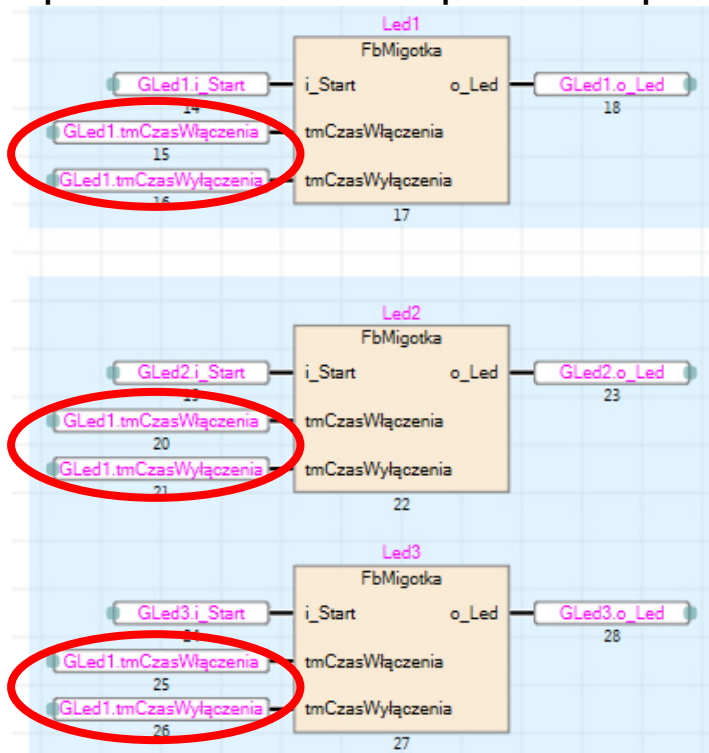 Led1
FbMigotka
GLed1.i_Start i_Start o_Led GLed1.o_Led
14 18
GLed1.tmCzasWłączenia tmCzasWłączenia
15
GLed1.tmCzasWyłączenia tmCzasWyłączenia
16
17
Led2
FbMigotka
GLed2.i_Start i_Start o_Led GLed2.o_Led
19 23
GLed1.tmCzasWłączenia tmCzasWłączenia
20
GLed1.tmCzasWyłączenia tmCzasWyłączenia
21
22
Led3
FbMigotka
GLed3.i_Start i_Start o_Led GLed3.o_Led
24 28
GLed1.tmCzasWłączenia tmCzasWłączenia
25
GLed1.tmCzasWyłączenia tmCzasWyłączenia
26
27